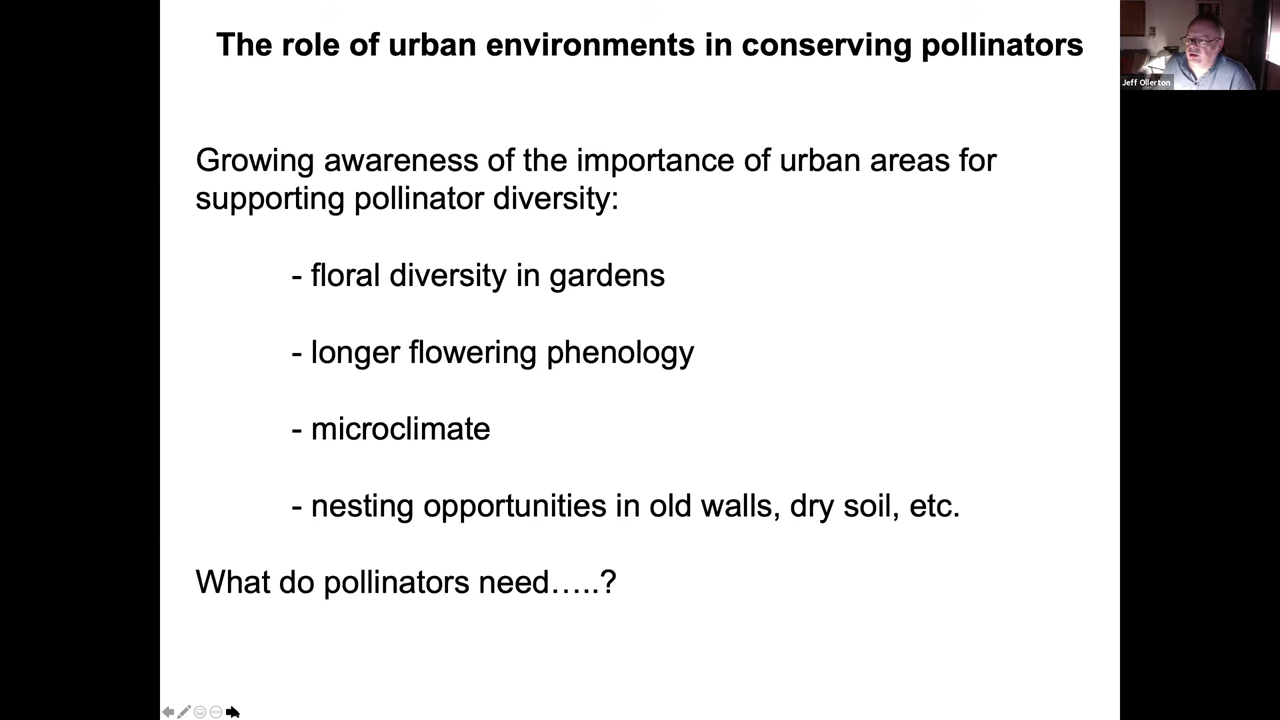 The role of urban environments in conserving pollinators
Jeff Ollerton
Growing awareness of the importance of urban areas for
supporting pollinator diversity:
- floral diversity in gardens
- longer flowering phenology
- microclimate
- nesting opportunities in old walls, dry soil, etc.
What do pollinators need…..?